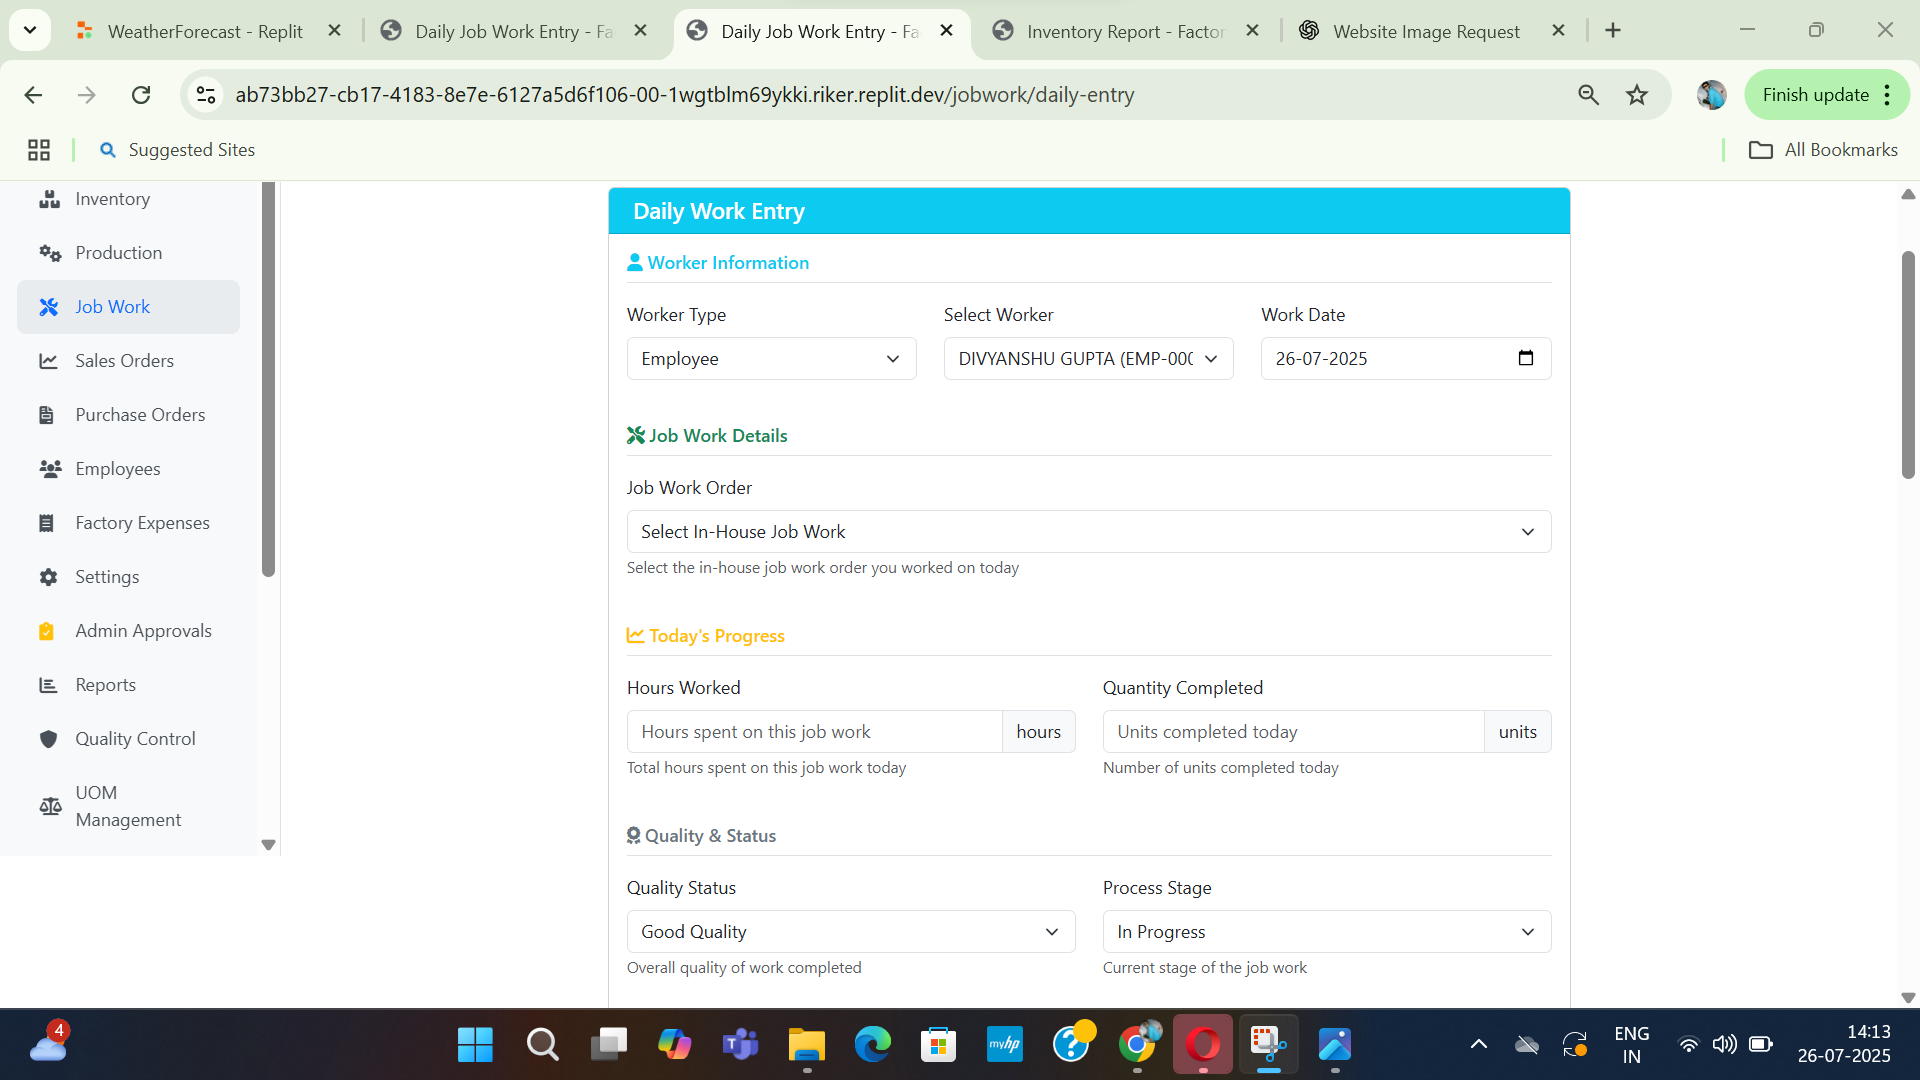 WeatherForecast - Replit
Daily Job Work Entry - Fa
Daily Job Work Entry - Fa
Inventory Report - Factor
Website Image Request
ab73bb27-cb17-4183-8e7e-6127a5d6f106-00-1wgtblm69ykki.riker.replit.dev/jobwork/daily-entry
Finish update
Suggested Sites
All Bookmarks
Inventory
Production
Job Work
Sales Orders
Purchase Orders
Employees
Factory Expenses
Settings
Admin Approvals
Reports
Quality Control
UOM
Management
Daily Work Entry
Worker Information
Worker Type
Select Worker
Work Date
Employee
DIVYANSHU GUPTA (EMP-000
26-07-2025
Job Work Details
Job Work Order
Select In-House Job Work
Select the in-house job work order you worked on today
Today's Progress
Hours Worked
Quantity Completed
Hours spent on this job work
hours
Units completed today
units
Total hours spent on this job work today
Number of units completed today
Quality & Status
Quality Status
Process Stage
Good Quality
In Progress
Overall quality of work completed
Current stage of the job work
4
myhp
ENG
IN
14:13
26-07-2025